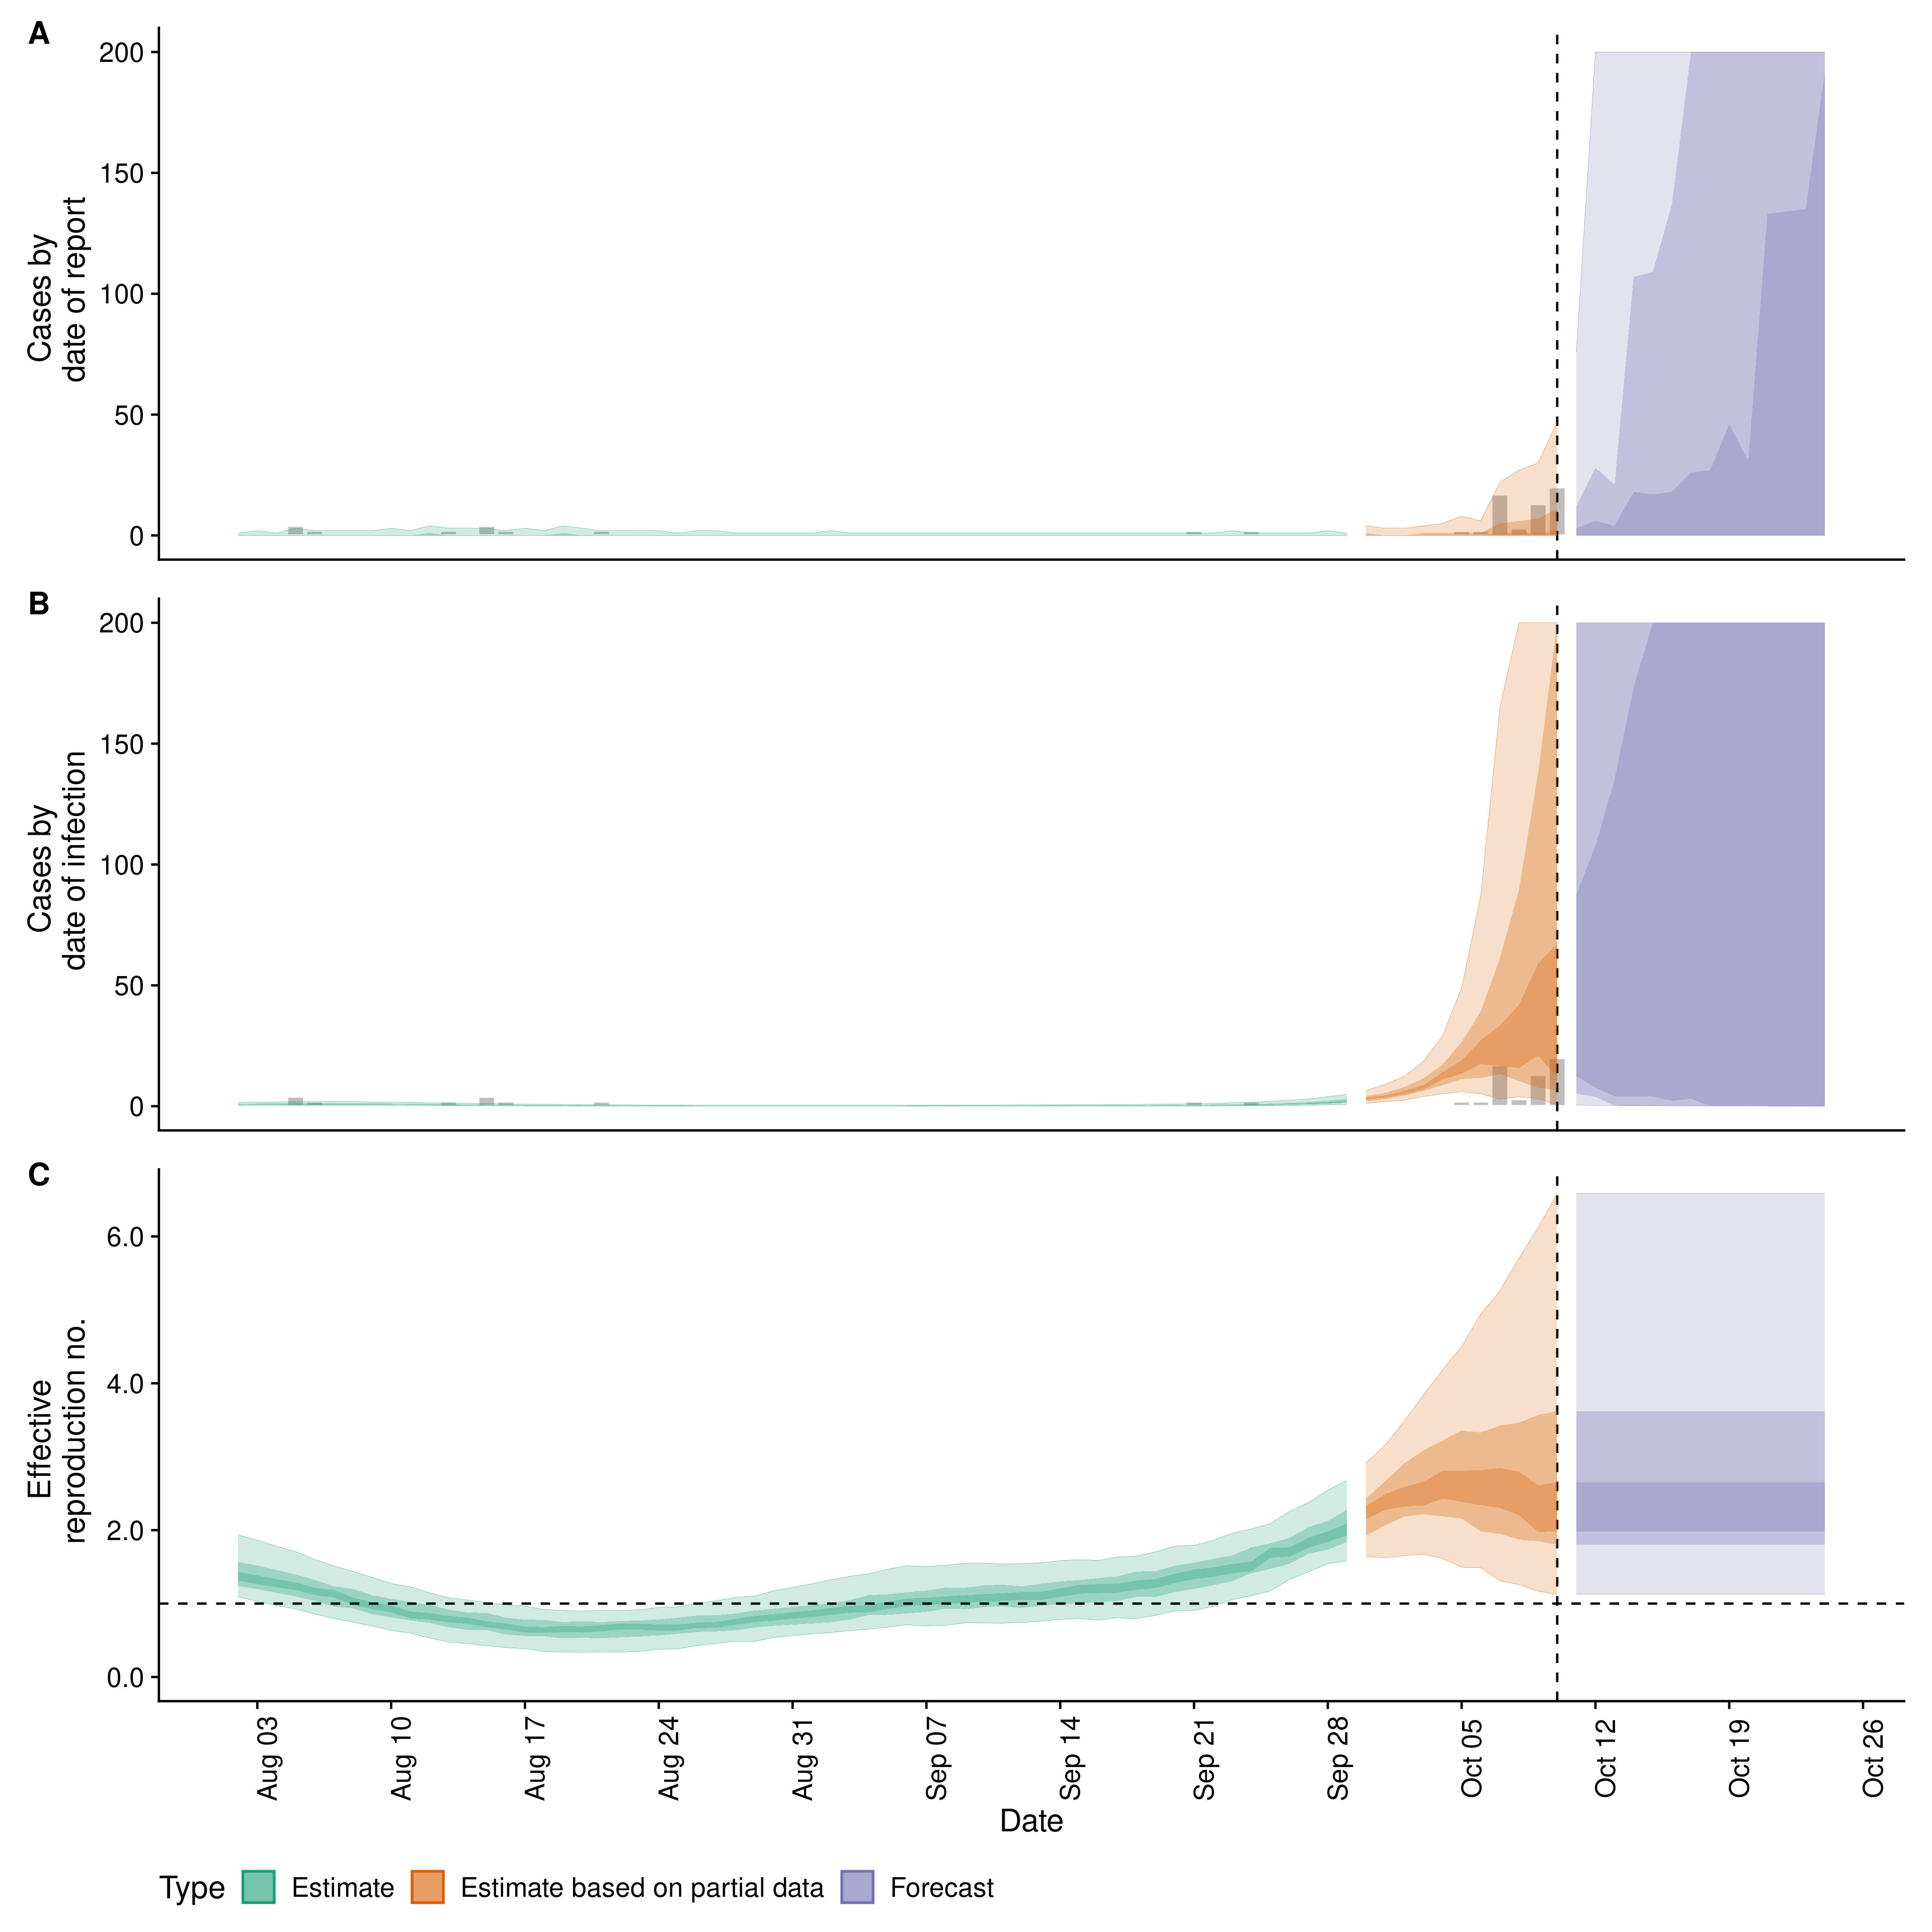 A
200
150
100
50
0
Cases by
date of report
B
200
150
100
50
0
Cases by
date of infection
C
6.0
4.0
2.0
0.0
Effective
reproduction no.
Aug 03
Aug 10
Aug 17
Aug 24
Aug 31
Sep 07
Sep 14
Sep 21
Sep 28
Oct 05
Oct 12
Oct 19
Oct 26
Date
Type Estimate Estimate based on partial data Forecast